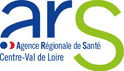 ars
Agence Régionale de Santé
Centre-Val de Loire